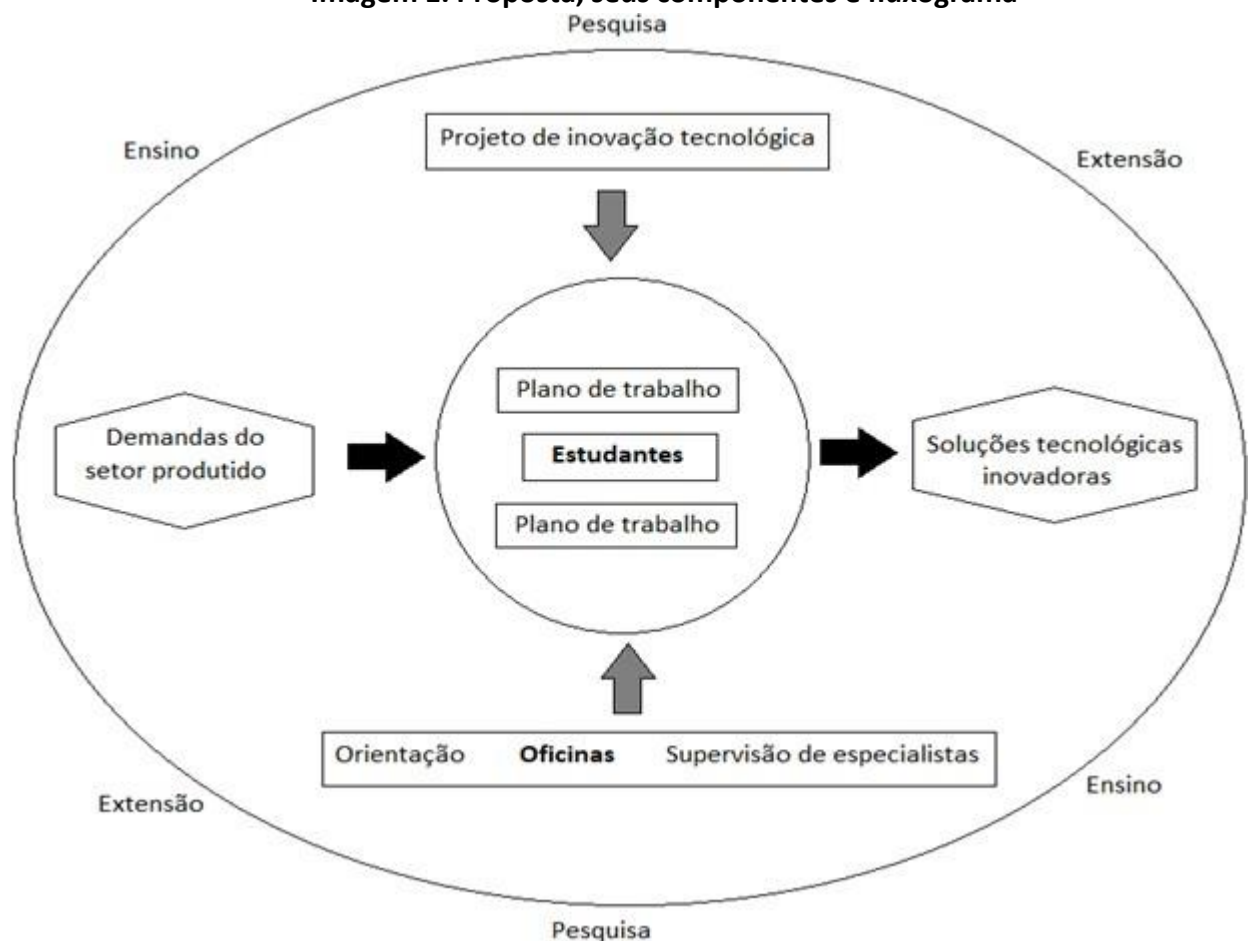 Pesquisa
Ensino
Projeto de inovação tecnológica
Extensão
Plano de trabalho
Demandas do
setor produtido
Estudantes
Soluções tecnológicas
inovadoras
Plano de trabalho
Orientação Oficinas Supervisão de especialistas
Extensão
Ensino
Pesquisa